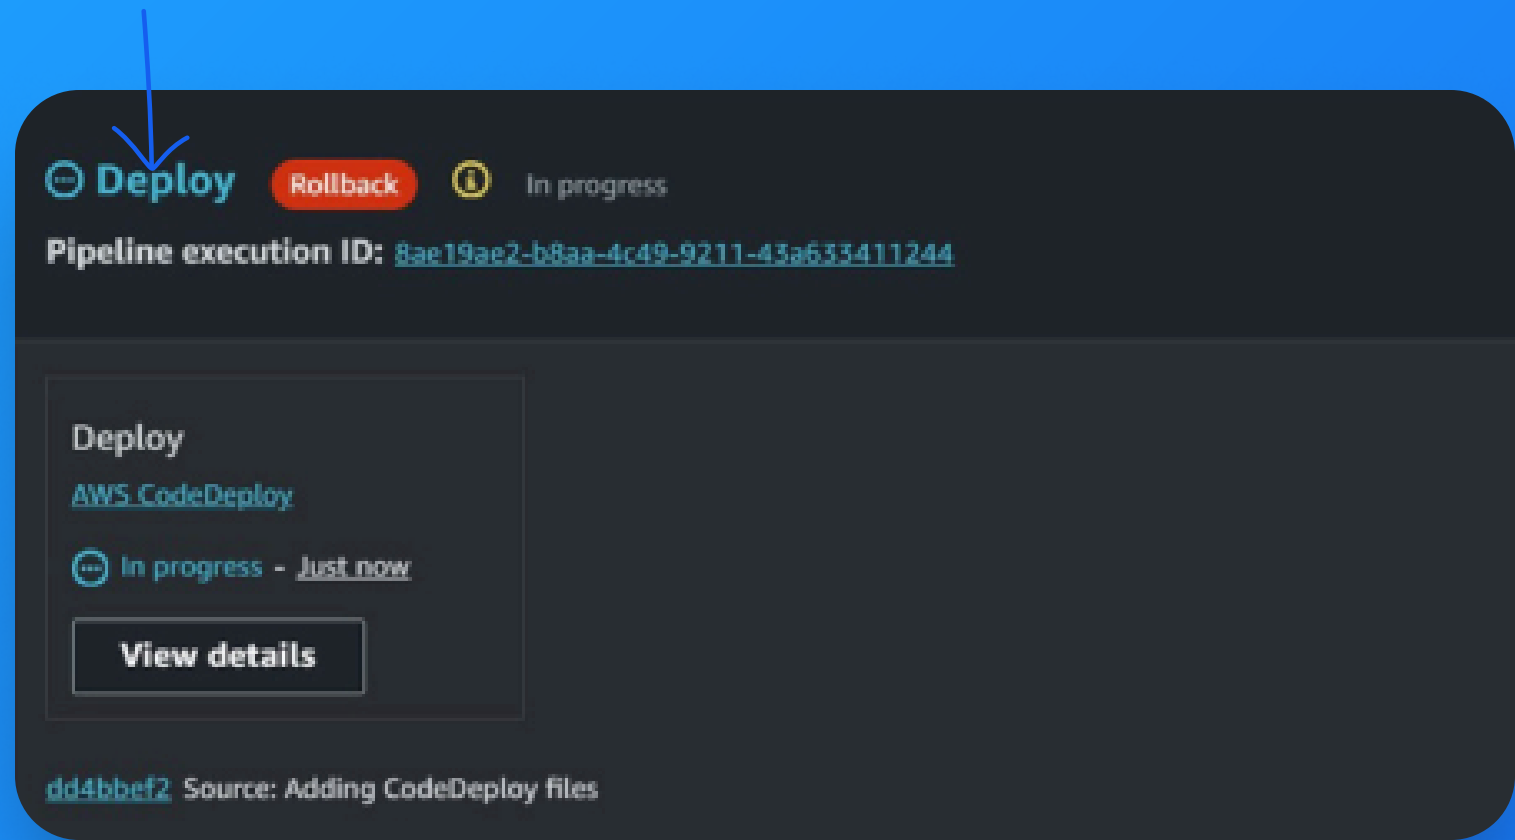 Deploy Rollback In progress
Pipeline execution ID: 8ae19ae2-b8aa-4c49-9211-43a633411244
Deploy
AWS CodeDeploy
In progress - Just now
View details
dd4bbef2 Source: Adding CodeDeploy files